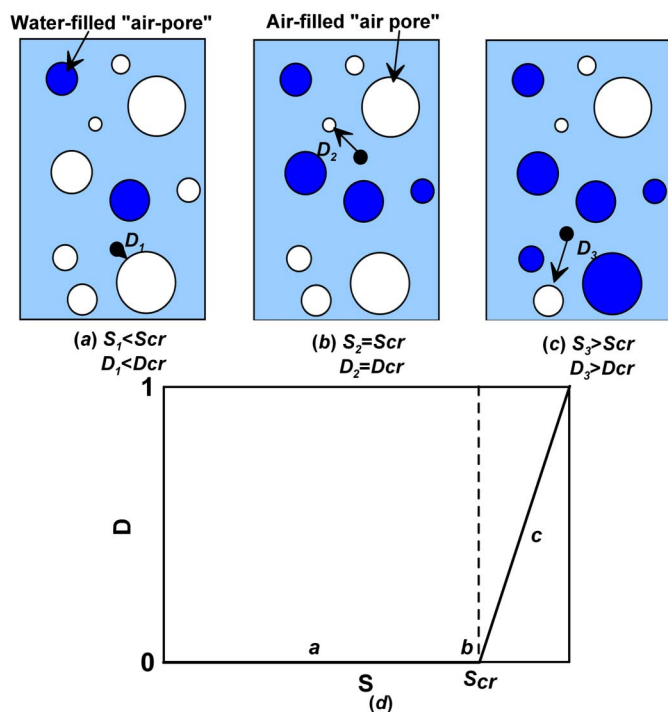 Water-filled "air-pore"
Air-filled "air pore"
D1
D2
D3
(a) S1<Scr
D1<Dcr
(b) S2=Scr
D2=Dcr
(c) S3>Scr
D3>Dcr
1
D
c
a
b
0
S
Scr
(d)